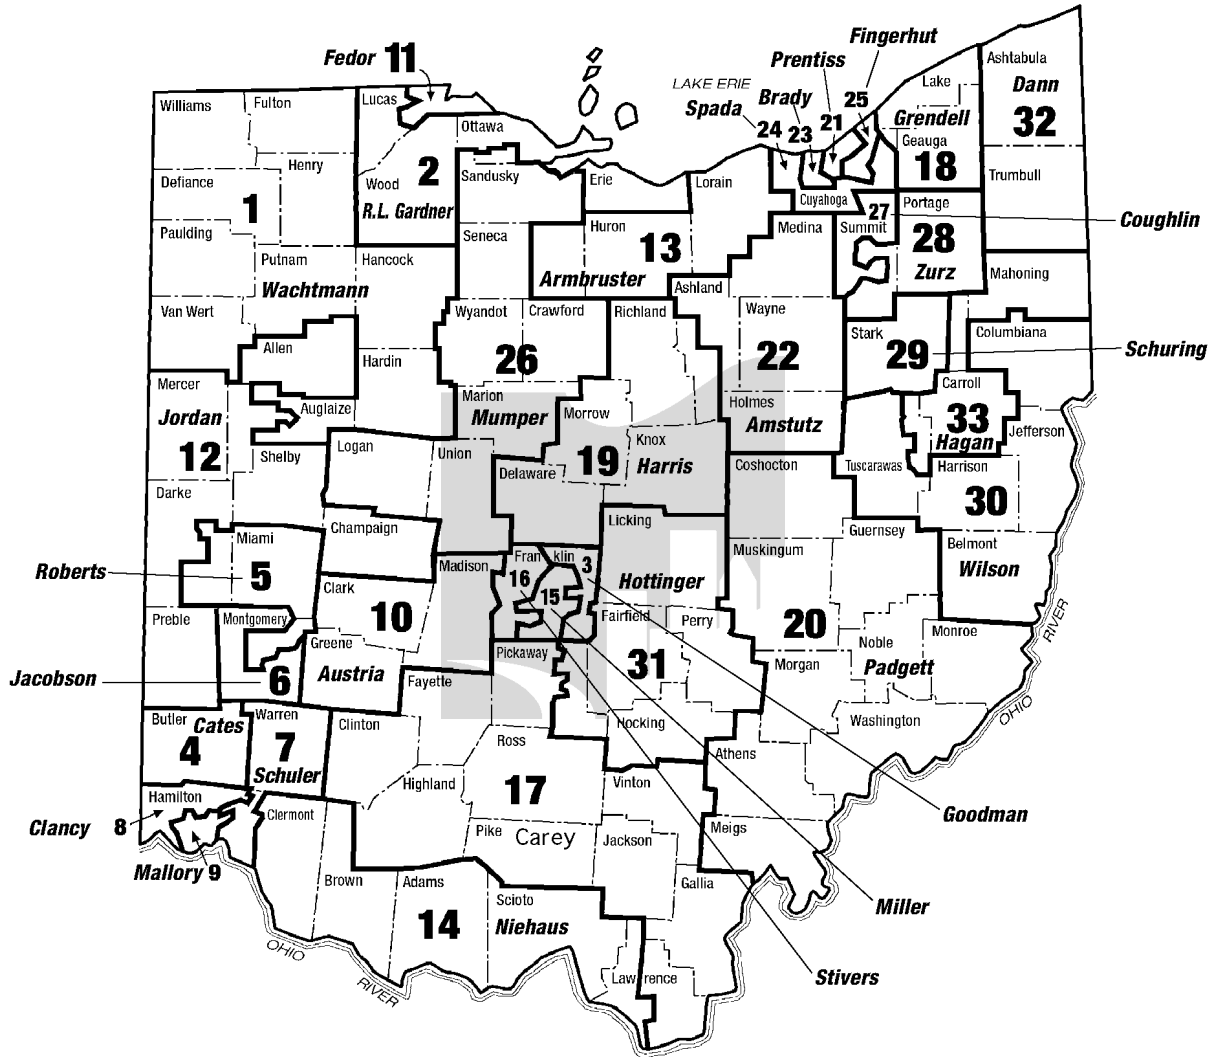 Fedor 11
Fingerhut
Prentiss
LAKE ERIE
Brady
Spada
24
23
21
25
Williams
Fulton
Lucas
Ottawa
Lake
Ashtabula
Dann
32
Grendell
Geauga
18
Henry
Defiance
1
Wood
2
R.L. Gardner
Sandusky
Erie
Lorain
Cuyahoga
Trumbull
Paulding
Putnam
Hancock
Seneca
Huron
13
Armbruster
Medina
Summit
27
Portage
28
Zurz
Coughlin
Wachtmann
Van Wert
Allen
Hardin
Wyandot
Crawford
26
Richland
Ashland
Wayne
22
Mahoning
Stark
29
Columbiana
Schuring
Mercer
Jordan
12
Auglaize
Marion
Mumper
Morrow
19
Knox
Harris
Holmes
Amstutz
Carroll
33
Hagan
Jefferson
Shelby
Logan
Union
Delaware
Coshocton
Tuscarawas
Harrison
30
Darke
Champaign
Licking
Guernsey
Miami
Roberts
5
Madison
Franklin
16
15
3
Hottinger
Muskingum
Belmont
Wilson
Clark
10
Preble
Montgomery
Greene
Austria
Fairfield
31
Perry
20
Noble
Monroe
OHIO
RIVER
Jacobson
6
Fayette
Pickaway
Morgan
Padgett
Butler
Cates
4
Warren
7
Schuler
Clinton
Hocking
Washington
Ross
Athens
Highland
17
Vinton
Hamilton
Clancy 8
Clermont
Mallory 9
Pike
Carey
Jackson
Meigs
Goodman
Brown
Adams
14
Scioto
Niehaus
Gallia
Miller
OHIO
RIVER
Lawrence
Stivers